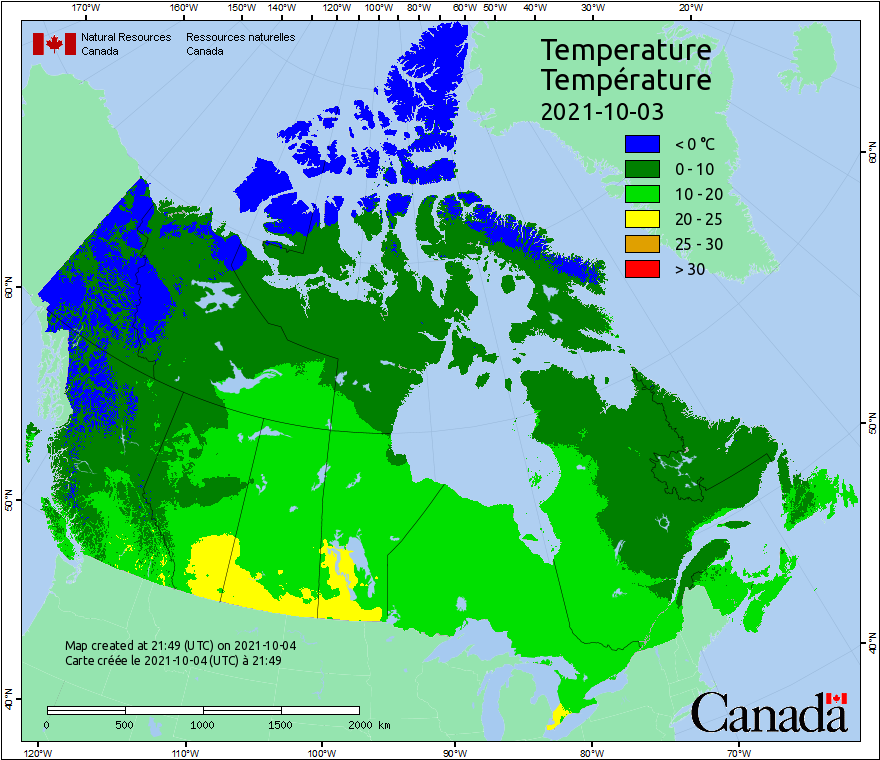 170°W 160°W 150°W 140°W 120°W 110°W 100°W 90°W 80°W 60°W 50°W 40°W 30°W 20°W
Natural Resources Ressources naturelles
Canada Canada
Temperature
Température
2021-10-03
< 0 °C
0 - 10
10 - 20
20 - 25
25 - 30
> 30
60°N 60°N
50°N 50°N
40°N 40°N
Map created at 21:49 (UTC) on 2021-10-04
Carte créée le 2021-10-04 (UTC) à 21:49
0 500 1000 1500 2000 km
Canada
120°W 110°W 100°W 90°W 80°W 70°W